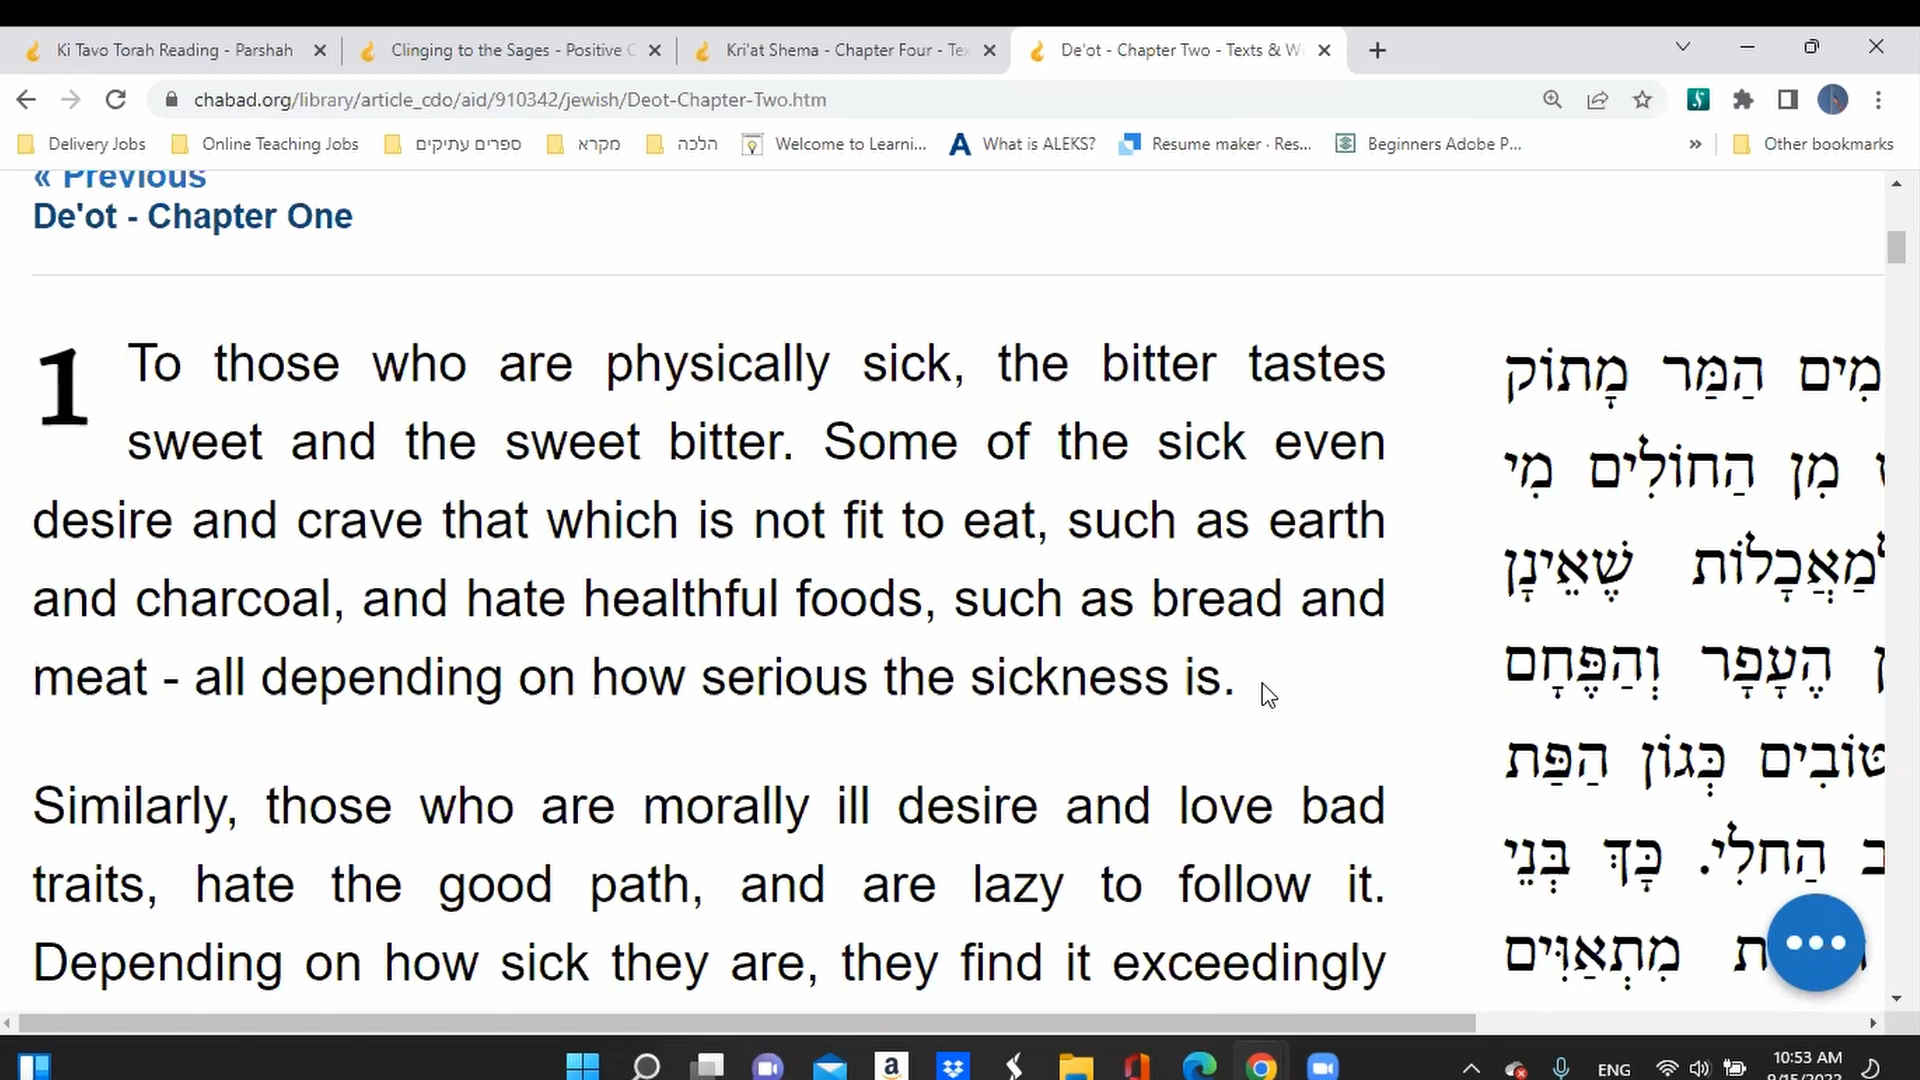 Ki Tavo Torah Reading - Parshah
Clinging to the Sages - Positive C
Kri'at Shema - Chapter Four - Tex
De'ot - Chapter Two - Texts & W
chabad.org/library/article_cdo/aid/910342/jewish/Deot-Chapter-Two.htm
Delivery Jobs
Online Teaching Jobs
ספרים עתיקים
מקרא
הלכה
Welcome to Learni...
What is ALEKS?
Resume maker · Res...
Beginners Adobe P...
»
Other bookmarks
« Previous
De'ot - Chapter One
1 To those who are physically sick, the bitter tastes
sweet and the sweet bitter. Some of the sick even
desire and crave that which is not fit to eat, such as earth
and charcoal, and hate healthful foods, such as bread and
meat - all depending on how serious the sickness is.
Similarly, those who are morally ill desire and love bad
traits, hate the good path, and are lazy to follow it.
Depending on how sick they are, they find it exceedingly
הַמַּר מָתוֹק
מִן הַחוֹלִים מִי
שֶׁאֵינָן
הֶעָפָר וְהַפֶּחָם
כְּגוֹן הַפַּת
הַחלִי. כָּךְ בְּנֵי
מִתְאַוִּים
ENG
10:53 AM
9/15/2022